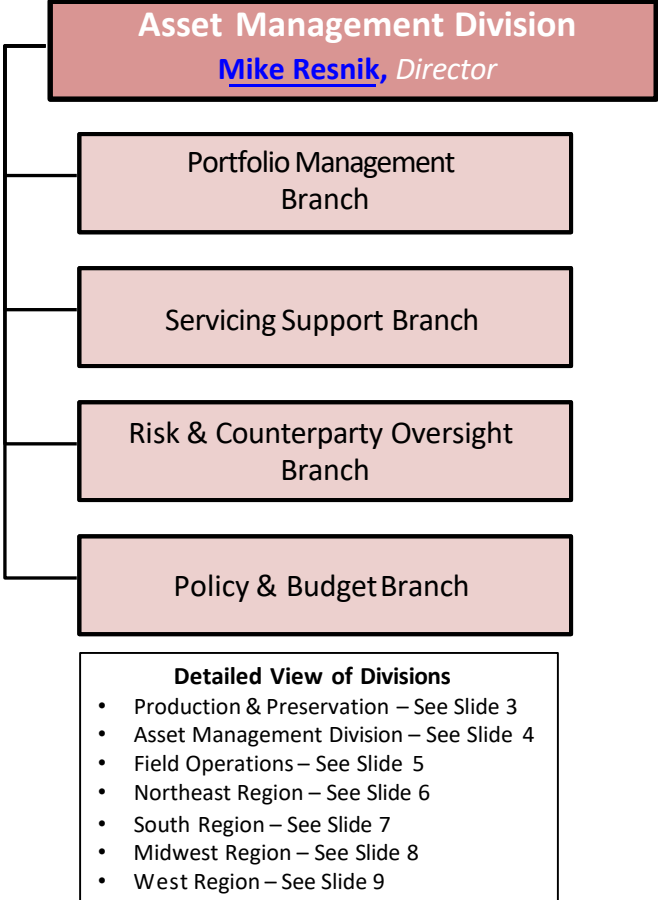 Asset Management Division
Mike Resnik, Director
Portfolio Management
Branch
Servicing Support Branch
Risk & Counterparty Oversight
Branch
Policy & Budget Branch
Detailed View of Divisions
• Production & Preservation – See Slide 3
• Asset Management Division – See Slide 4
• Field Operations – See Slide 5
• Northeast Region – See Slide 6
• South Region – See Slide 7
• Midwest Region – See Slide 8
• West Region – See Slide 9